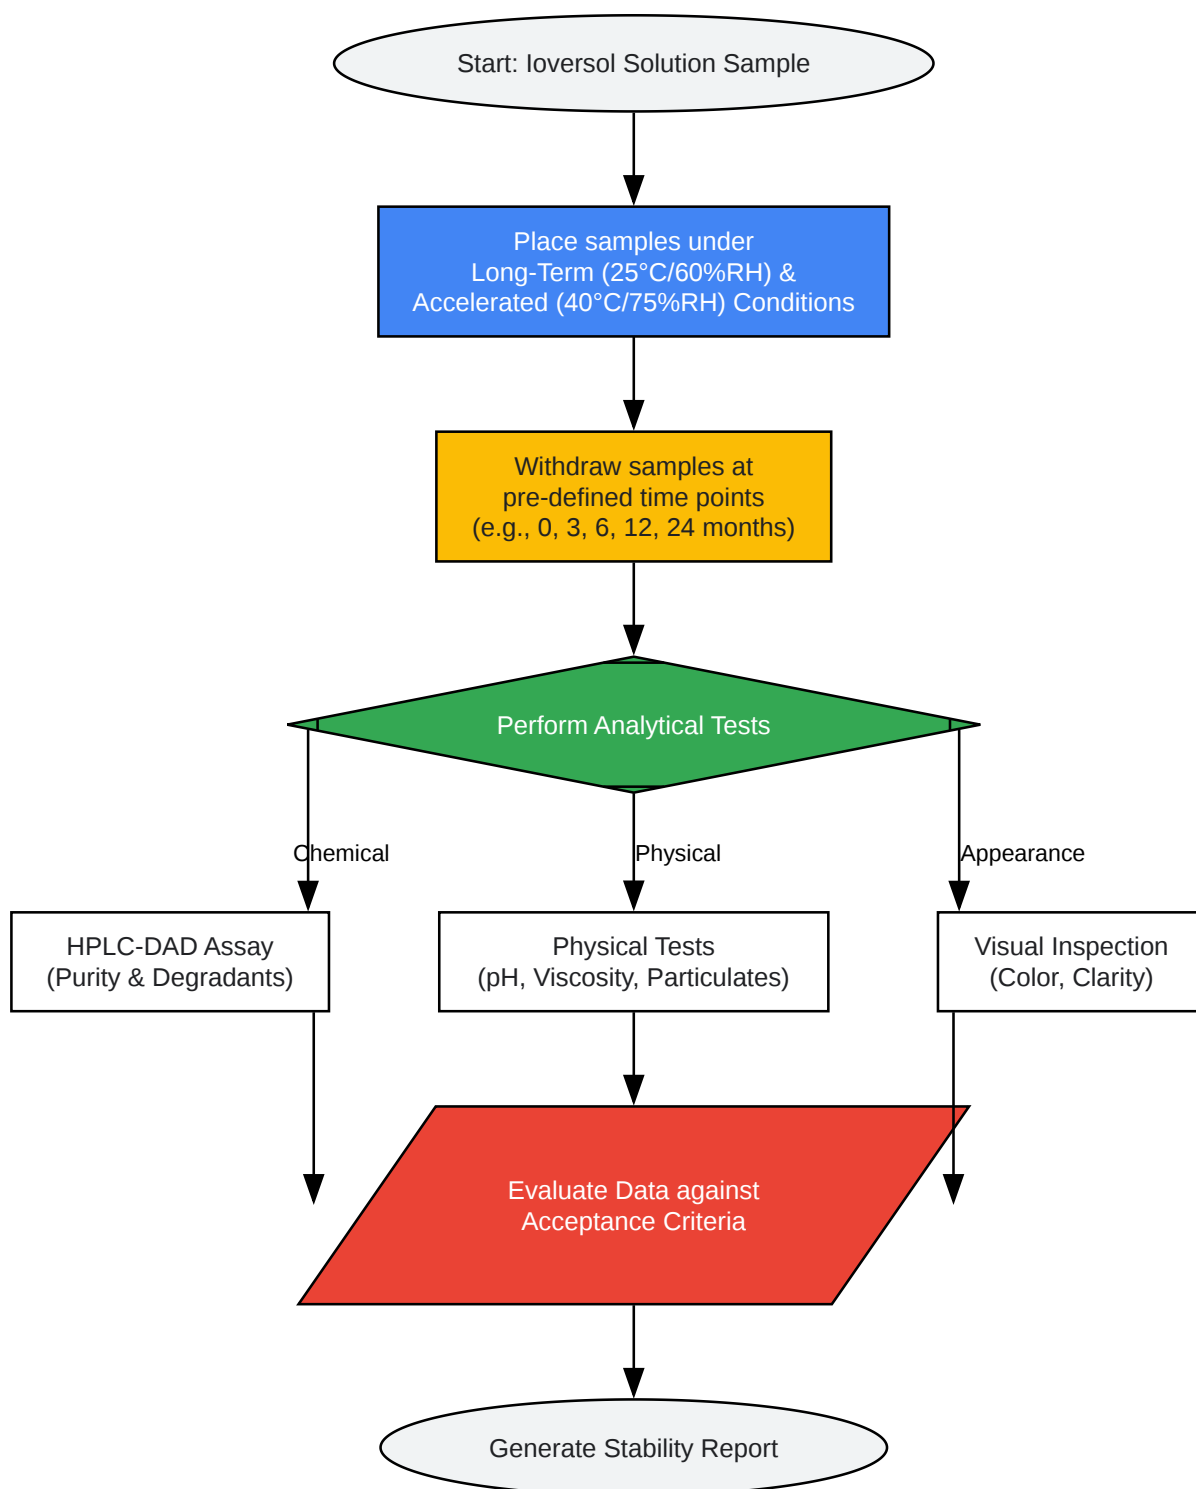 Start: Ioversol Solution Sample
Place samples under
Long-Term (25°C/60%RH) &
Accelerated (40°C/75%RH) Conditions
Withdraw samples at
pre-defined time points
(e.g., 0, 3, 6, 12, 24 months)
Perform Analytical Tests
Chemical
Physical
Appearance
HPLC-DAD Assay
(Purity & Degradants)
Physical Tests
(pH, Viscosity, Particulates)
Visual Inspection
(Color, Clarity)
Evaluate Data against
Acceptance Criteria
Generate Stability Report